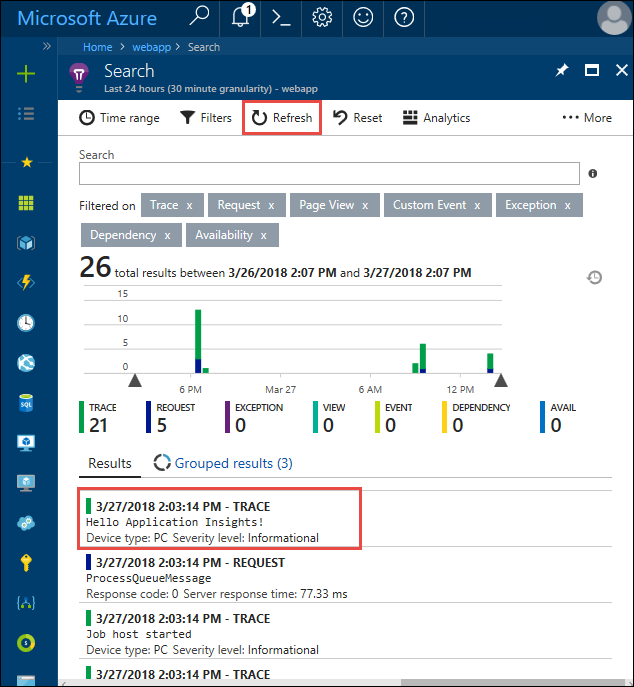 Microsoft Azure
1
Home > webapp > Search
»
Search
Last 24 hours (30 minute granularity) - webapp
Time range Filters Refresh Reset Analytics ••• More
Search
Filtered on Trace x Request x Page View x Custom Event x Exception x
Dependency x Availability x
26 total results between 3/26/2018 2:07 PM and 3/27/2018 2:07 PM
15
10
5
0
6 PM Mar 27 6 AM 12 PM
TRACE REQUEST EXCEPTION VIEW EVENT DEPENDENCY AVAIL
21 5 0 0 0 0 0
SQL
Results Grouped results (3)
3/27/2018 2:03:14 PM - TRACE
Hello Application Insights!
Device type: PC Severity level: Informational
3/27/2018 2:03:14 PM - REQUEST
ProcessQueueMessage
Response code: 0 Server response time: 77.33 ms
3/27/2018 2:03:14 PM - TRACE
Job host started
Device type: PC Severity level: Informational
3/27/2018 2:03:14 PM - TRACE